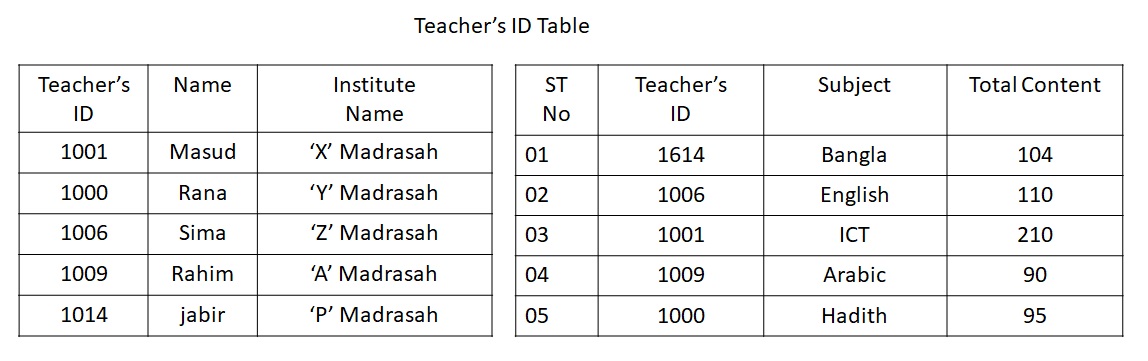 Teacher’s ID Table
Teacher’s ID Name Institute Name
1001 Masud ‘X’ Madrasah
1000 Rana ‘Y’ Madrasah
1006 Sima ‘Z’ Madrasah
1009 Rahim ‘A’ Madrasah
1014 jabir ‘P’ Madrasah
ST No Teacher’s ID Subject Total Content
01 1614 Bangla 104
02 1006 English 110
03 1001 ICT 210
04 1009 Arabic 90
05 1000 Hadith 95